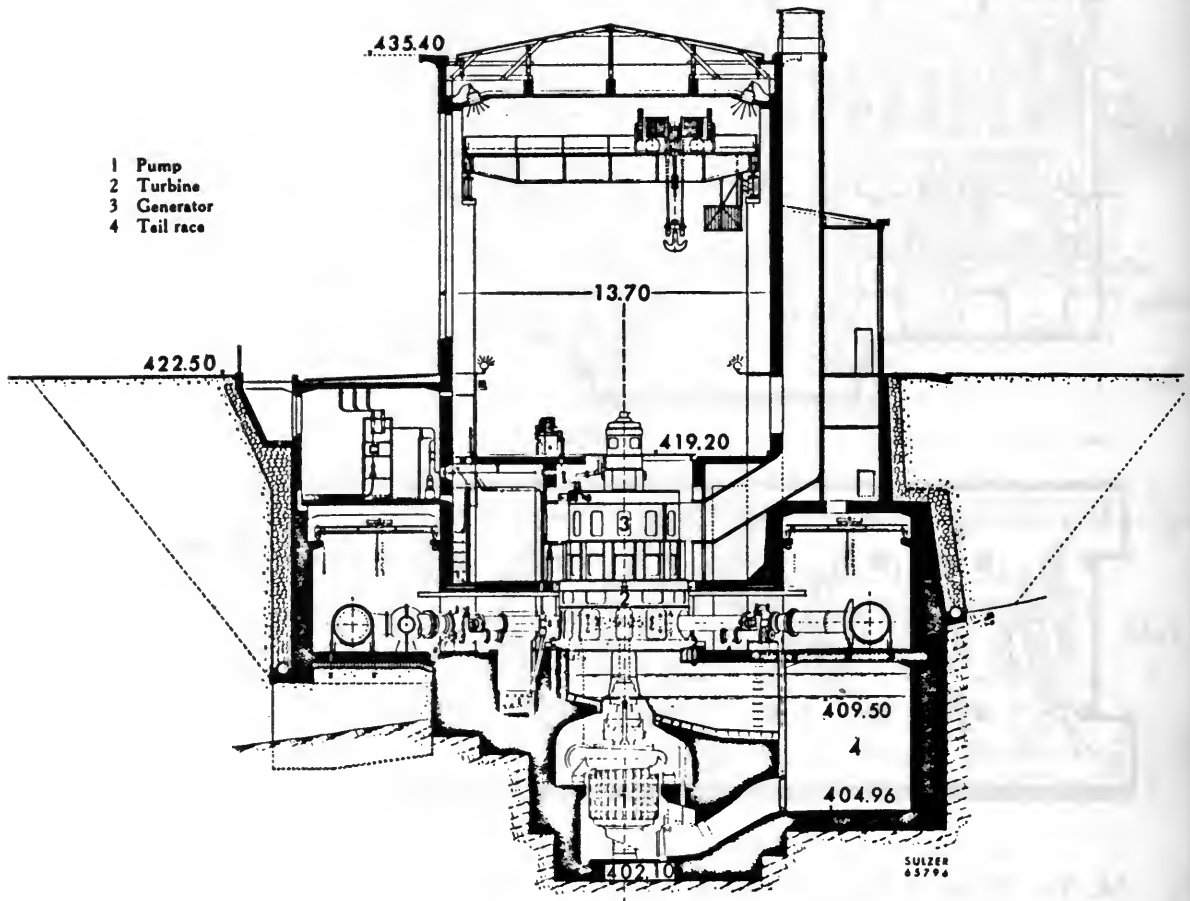 435.40
1 Pump
2 Turbine
3 Generator
4 Tail race
13.70
422.50
419.20
3
2
409.50
4
404.96
402.10
SULZER
65796